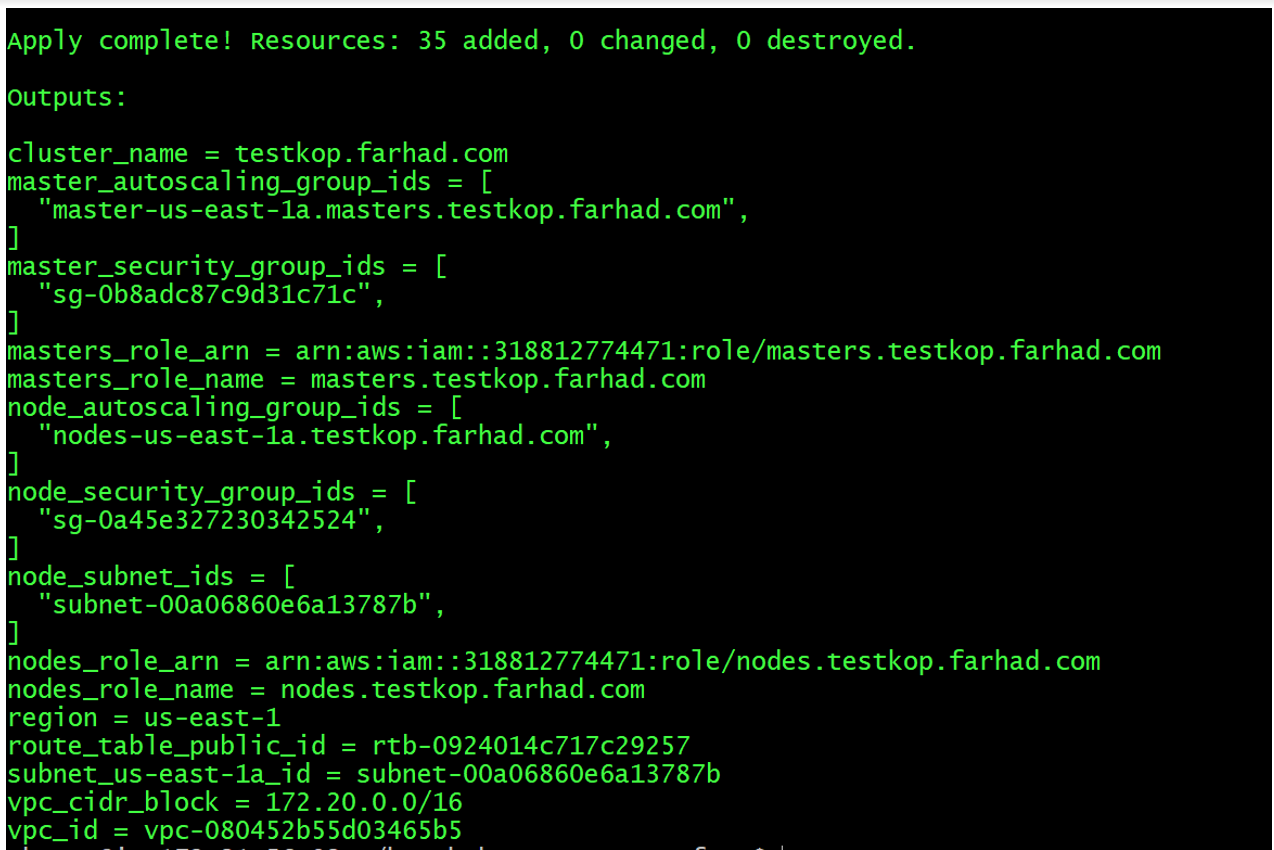 Apply complete! Resources: 35 added, 0 changed, 0 destroyed.
Outputs:
cluster_name = testkop.farhad.com
master_autoscaling_group_ids = [
"master-us-east-1a.masters.testkop.farhad.com",
]
master_security_group_ids = [
"sg-0b8adc87c9d31c71c",
]
masters_role_arn = arn:aws:iam::318812774471:role/masters.testkop.farhad.com
masters_role_name = masters.testkop.farhad.com
node_autoscaling_group_ids = [
"nodes-us-east-1a.testkop.farhad.com",
]
node_security_group_ids = [
"sg-0a45e327230342524",
]
node_subnet_ids = [
"subnet-00a06860e6a13787b",
]
nodes_role_arn = arn:aws:iam::318812774471:role/nodes.testkop.farhad.com
nodes_role_name = nodes.testkop.farhad.com
region = us-east-1
route_table_public_id = rtb-0924014c717c29257
subnet_us-east-1a_id = subnet-00a06860e6a13787b
vpc_cidr_block = 172.20.0.0/16
vpc_id = vpc-080452b55d03465b5